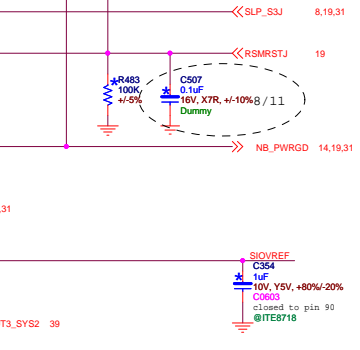 SLP_S3J 8,19,31
RSMRSTJ 19
*R483
100K
+/-5%
C507
0.1uF
16V, X7R, +/-10% 8/11
Dummy
NB_PWRGD 14,19,31
,31
SIOVREF
C354
1uF
10V, Y5V, +80%/-20%
C0603
closed to pin 90
@ITE8718
T3_SYS2 39